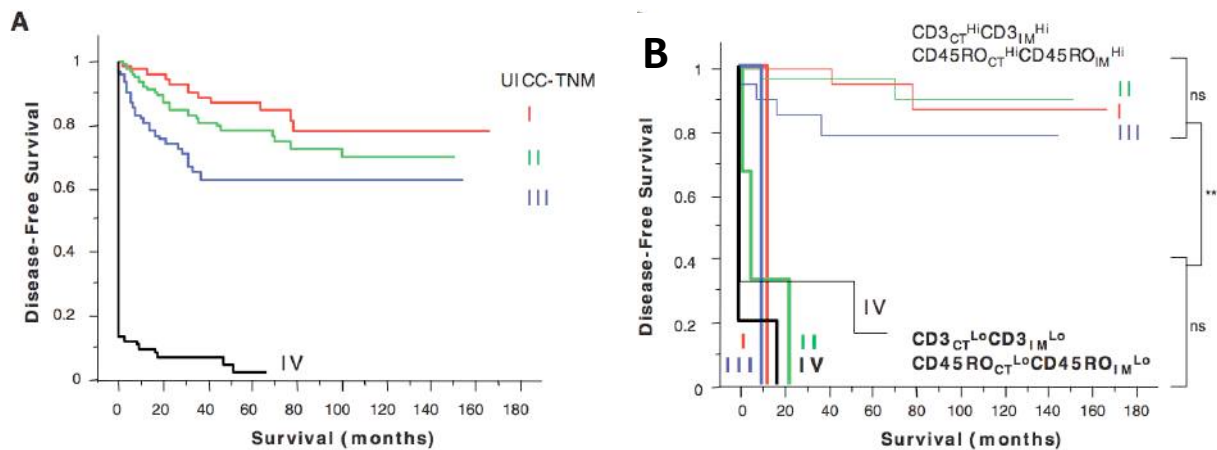 A
Disease-Free Survival
1
0.8
0.6
0.4
0.2
0
UICC-TNM
I
II
III
IV
0 20 40 60 80 100 120 140 160 180
Survival (months)
B
Disease-Free Survival
1
0.8
0.6
0.4
0.2
0
CD3CTHiCD3IMHi
CD45ROCTHiCD45ROIMHi
II
I
III
ns
**
ns
IV
CD3CTLoCD3IMLo
CD45ROCTLoCD45ROIMLo
I II
III IV
0 20 40 60 80 100 120 140 160 180
Survival (months)